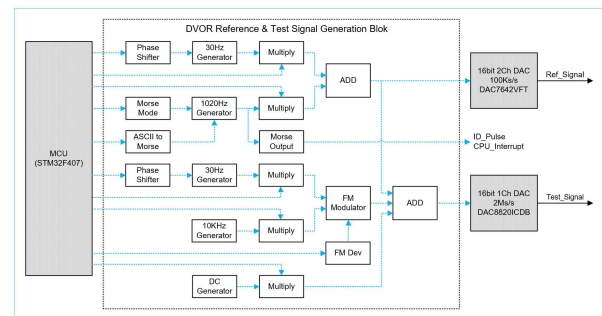 DVOR Reference & Test Signal Generation Blok
Phase
Shifter
30Hz
Generator
Multiply
ADD
16bit 2Ch DAC
100Ks/s
DAC7642VFT
Ref_Signal
Morse
Mode
1020Hz
Generator
Multiply
MCU
(STM32F407)
ASCII to
Morse
Morse
Output
ID_Pulse
CPU_Interrupt
Phase
Shifter
30Hz
Generator
Multiply
FM
Modulator
ADD
16bit 1Ch DAC
2Ms/s
DAC8820ICDB
Test_Signal
10KHz
Generator
Multiply
FM Dev
DC
Generator
Multiply